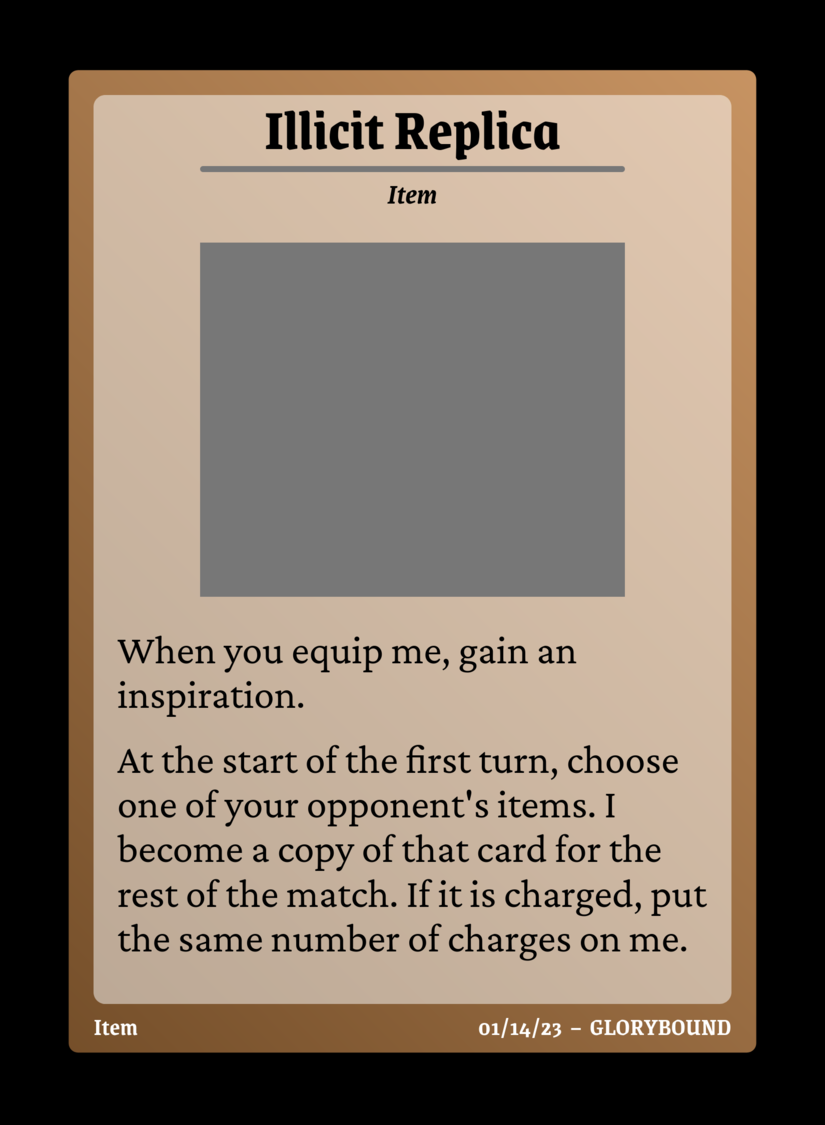 Illicit Replica
Item
When you equip me, gain an
inspiration.
At the start of the first turn, choose
one of your opponent's items. I
become a copy of that card for the
rest of the match. If it is charged, put
the same number of charges on me.
Item
01/14/23 – GLORYBOUND